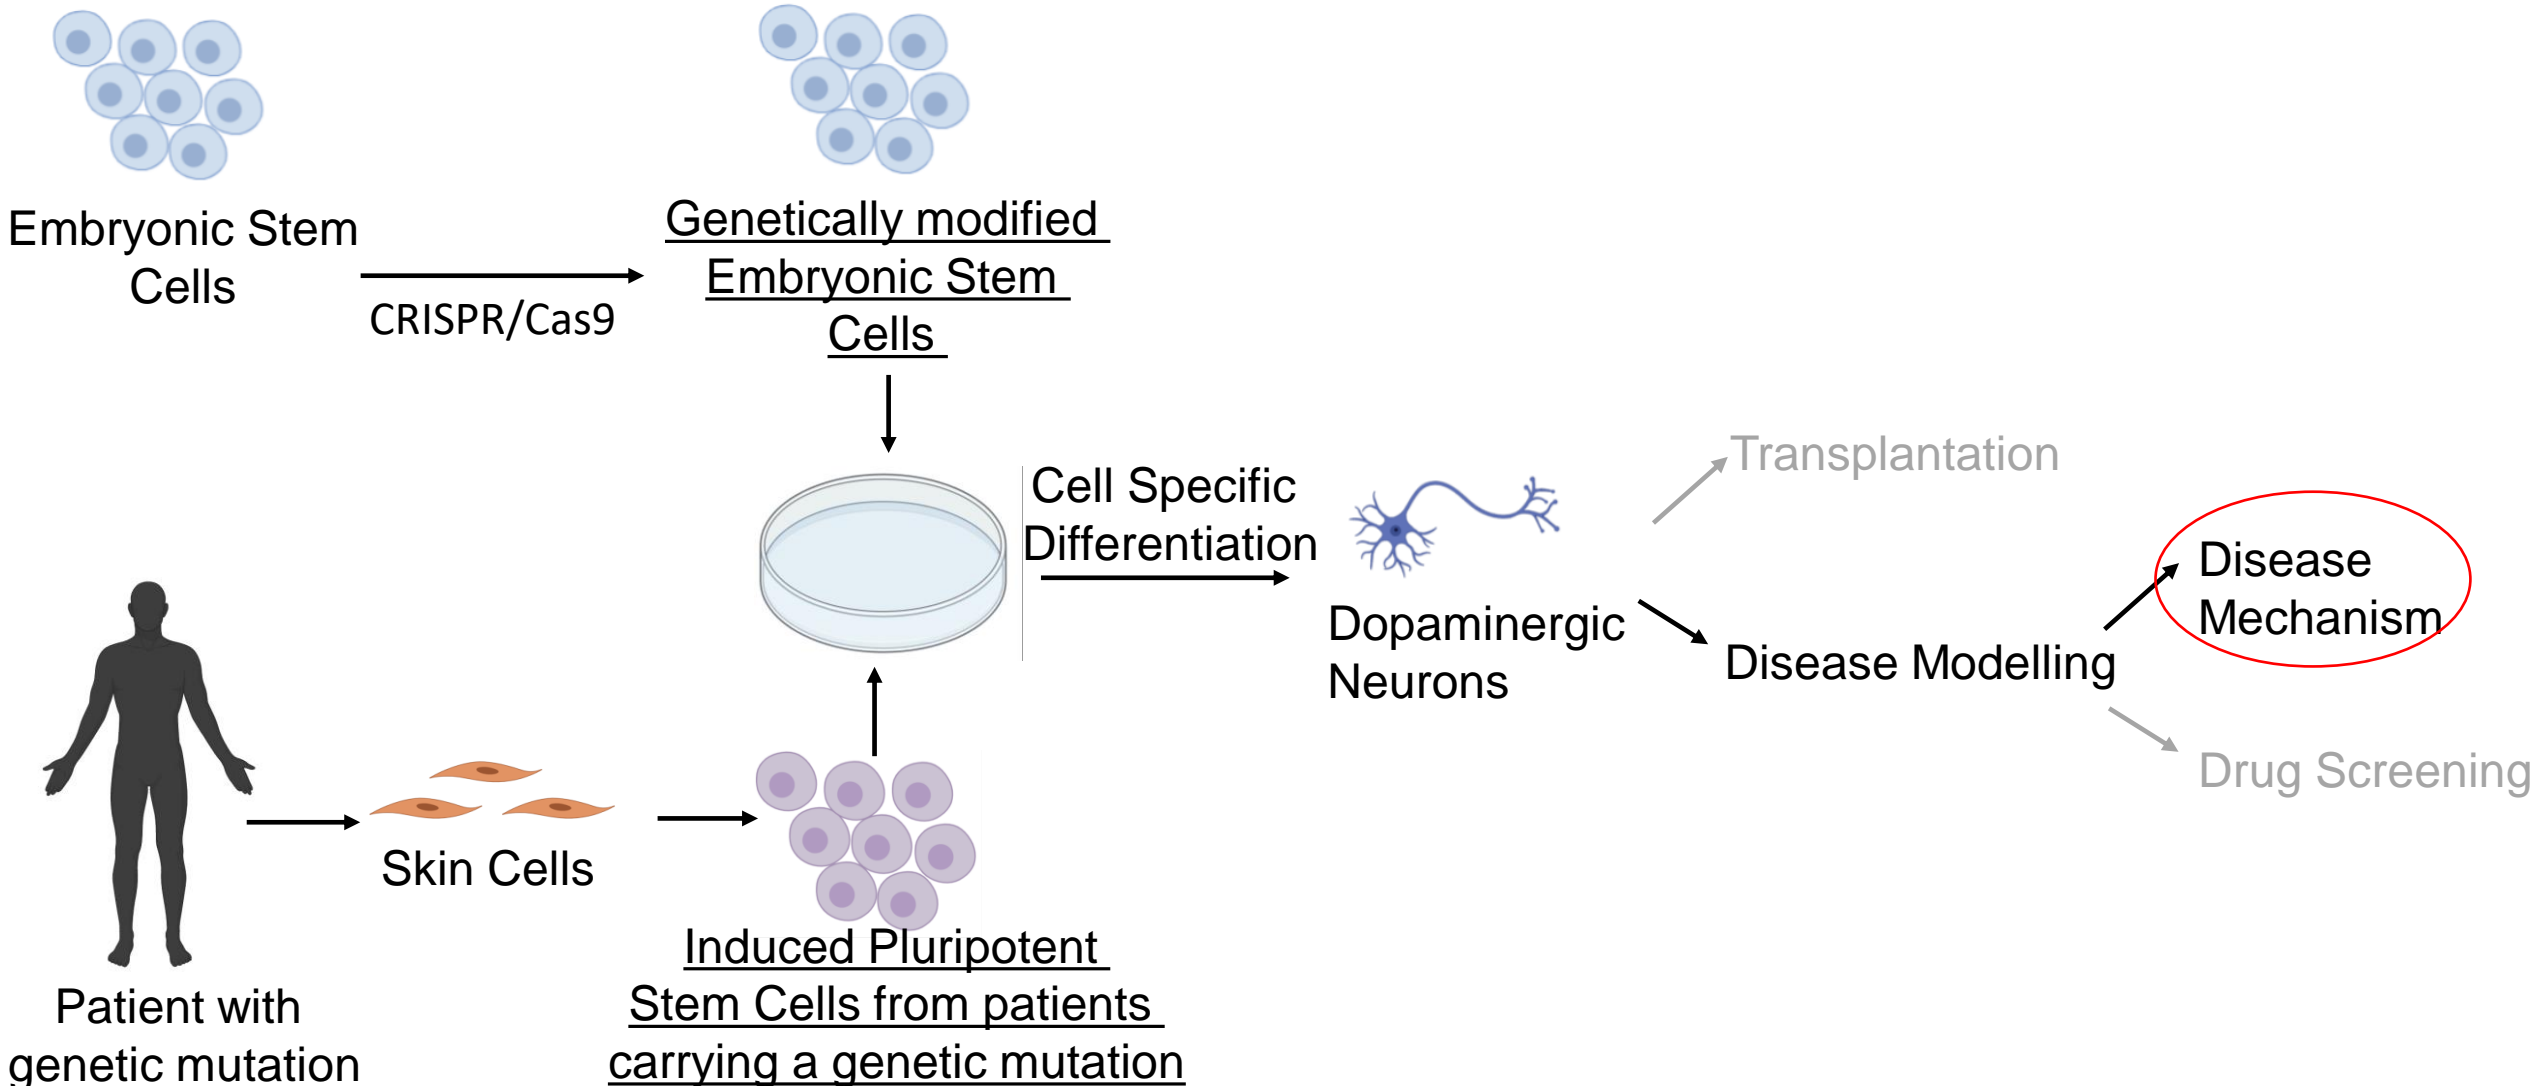 Embryonic Stem
Cells
CRISPR/Cas9
Genetically modified
Embryonic Stem
Cells
Cell Specific
Differentiation
Dopaminergic
Neurons
Transplantation
Disease Modelling
Disease
Mechanism
Drug Screening
Patient with
genetic mutation
Skin Cells
Induced Pluripotent
Stem Cells from patients
carrying a genetic mutation